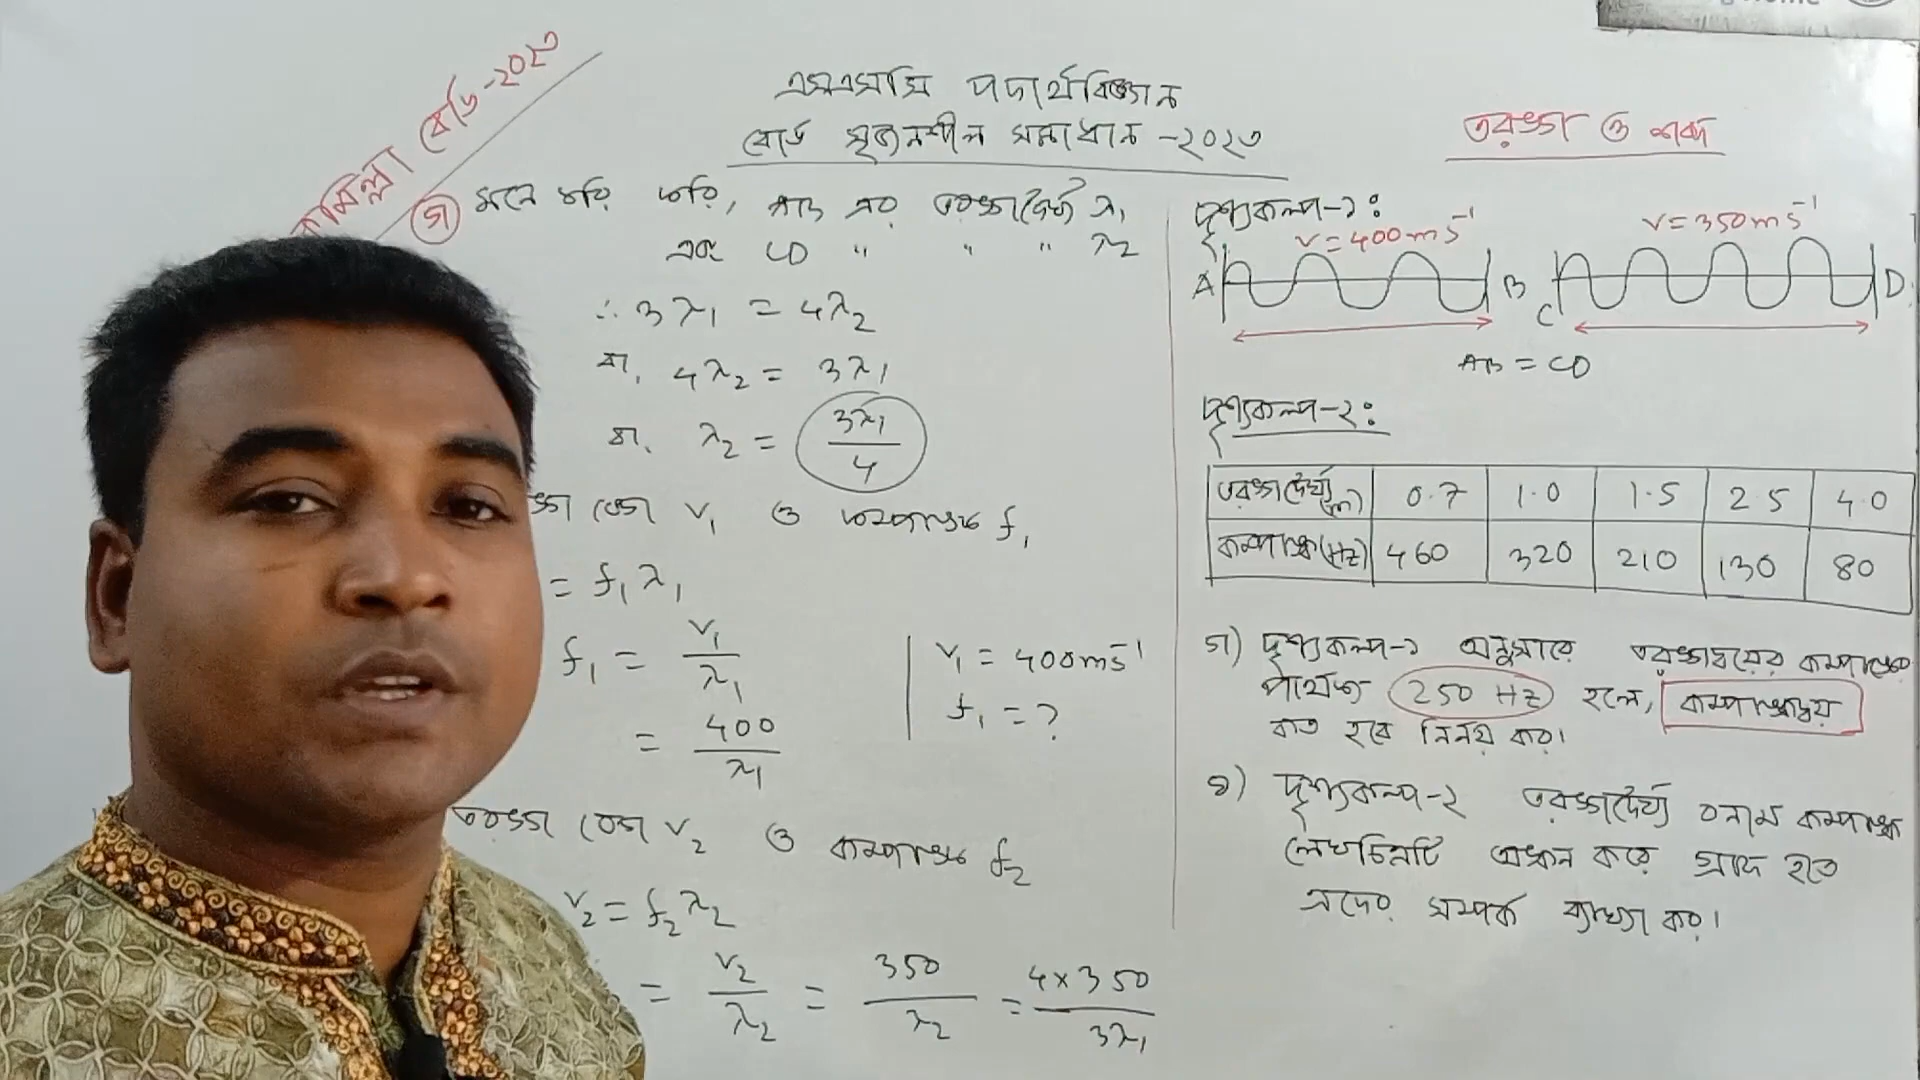 বোর্ড-২০২৩
এসএসসি পদার্থবিজ্ঞান
বোর্ড সৃজনশীল সমাধান -২০২৩
তরঙ্গ ও শব্দ
গ মনে করি ধরি, AB এর তরঙ্গদৈর্ঘ্য λ₁
এবং CD " " " λ₂
∴ 3λ₁ = 4λ₂
বা, 4λ₂ = 3λ₁
বা, λ₂ = 3λ₁/4
বেগ v₁ ও কম্পাঙ্ক f₁
= f₁λ₁
f₁ = v₁/λ₁
= 400/λ₁
v₁ = 400ms⁻¹
f₁ = ?
তরঙ্গ বেগ v₂ ও কম্পাঙ্ক f₂
v₂ = f₂λ₂
= v₂/λ₂ = 350/λ₂ = 4×350/3λ₁
দৃশ্যকল্প-১:
v = 400ms⁻¹ v = 350ms⁻¹
A B C D
AB = CD
দৃশ্যকল্প-২:
তরঙ্গদৈর্ঘ্য (m) 0.7 1.0 1.5 2.5 4.0
কম্পাঙ্ক (Hz) 460 320 210 130 80
গ) দৃশ্যকল্প-১ অনুসারে তরঙ্গদ্বয়ের কম্পাঙ্কের
পার্থক্য 250 Hz হলে, কম্পাঙ্কদ্বয়
কত হবে নির্ণয় কর।
ঘ) দৃশ্যকল্প-২ তরঙ্গদৈর্ঘ্য বনাম কম্পাঙ্ক
লেখচিত্রটি অঙ্কন করে গ্রাফ হতে
এদের সম্পর্ক ব্যাখ্যা কর।